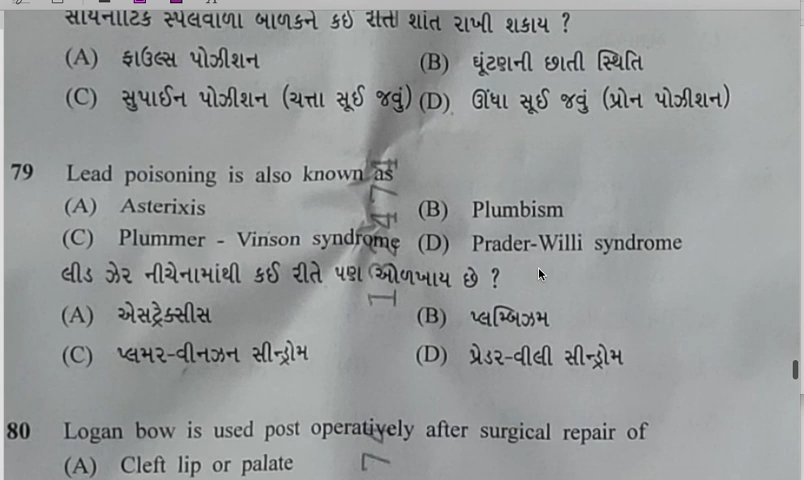 સાયનોટિક સ્પેલવાળા બાળકને કઈ રીતે શાંત રાખી શકાય ?
(A) ફાઉલ્સ પોઝીશન (B) ઘૂંટણની છાતી સ્થિતિ
(C) સુપાઈન પોઝીશન (ચત્તા સૂઈ જવું) (D) ઊંધા સૂઈ જવું (પ્રોન પોઝીશન)
79 Lead poisoning is also known as
(A) Asterixis (B) Plumbism
(C) Plummer - Vinson syndrome (D) Prader-Willi syndrome
લીડ ઝેર નીચેનામાંથી કઈ રીતે પણ ઓળખાય છે ?
(A) એસટ્રેક્સીસ (B) પ્લમ્બિઝમ
(C) પ્લમર-વીનઝન સીન્ડ્રોમ (D) પ્રેડર-વીલી સીન્ડ્રોમ
80 Logan bow is used post operatively after surgical repair of
(A) Cleft lip or palate